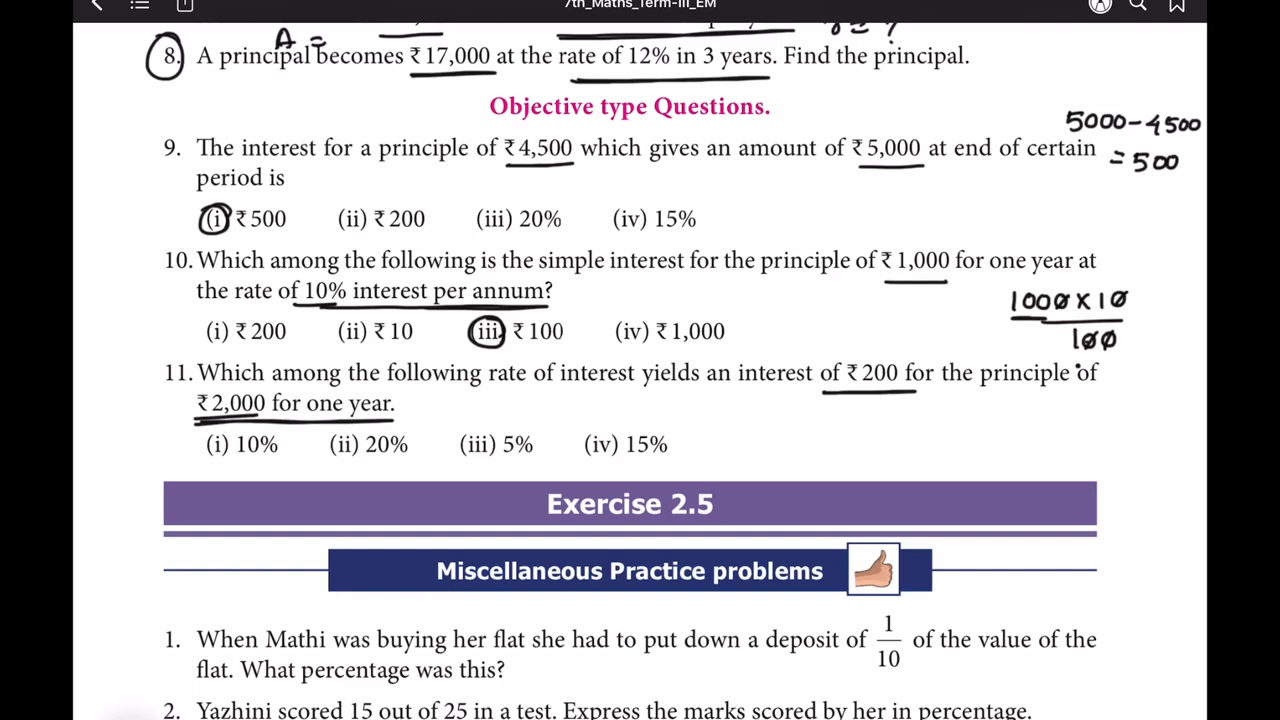 7th_Maths_Term-III_EM
A =
8. A principal becomes ₹ 17,000 at the rate of 12% in 3 years. Find the principal.
Objective type Questions.
5000 - 4500
= 500
9. The interest for a principle of ₹ 4,500 which gives an amount of ₹ 5,000 at end of certain
period is
(i) ₹ 500 (ii) ₹ 200 (iii) 20% (iv) 15%
10. Which among the following is the simple interest for the principle of ₹ 1,000 for one year at
the rate of 10% interest per annum?
1000 x 10
100
(i) ₹ 200 (ii) ₹ 10 (iii) ₹ 100 (iv) ₹ 1,000
11. Which among the following rate of interest yields an interest of ₹ 200 for the principle of
₹ 2,000 for one year.
(i) 10% (ii) 20% (iii) 5% (iv) 15%
Exercise 2.5
Miscellaneous Practice problems
1. When Mathi was buying her flat she had to put down a deposit of 1/10 of the value of the
flat. What percentage was this?
2. Yazhini scored 15 out of 25 in a test. Express the marks scored by her in percentage.